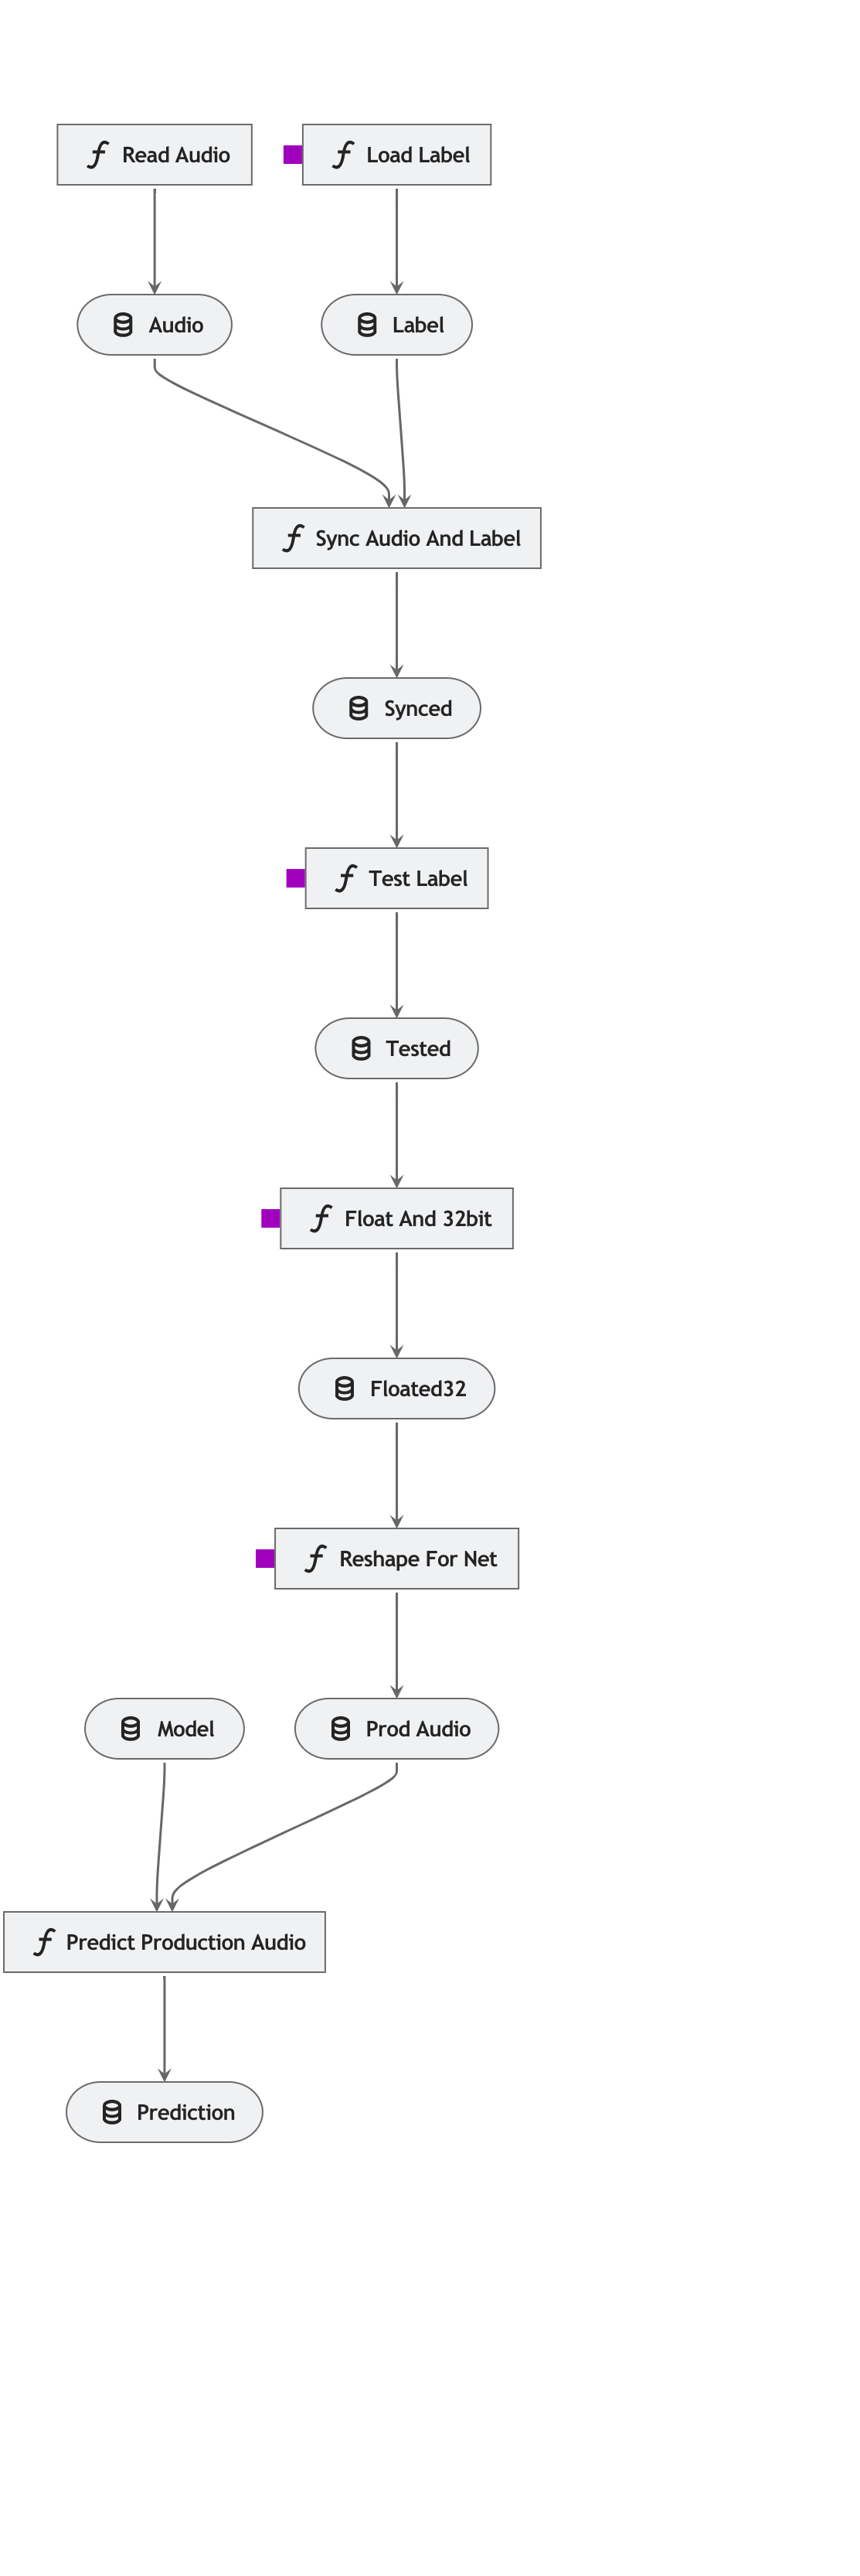 Read Audio
Load Label
Audio
Label
Sync Audio And Label
Synced
Test Label
Tested
Float And 32bit
Floated32
Reshape For Net
Model
Prod Audio
Predict Production Audio
Prediction